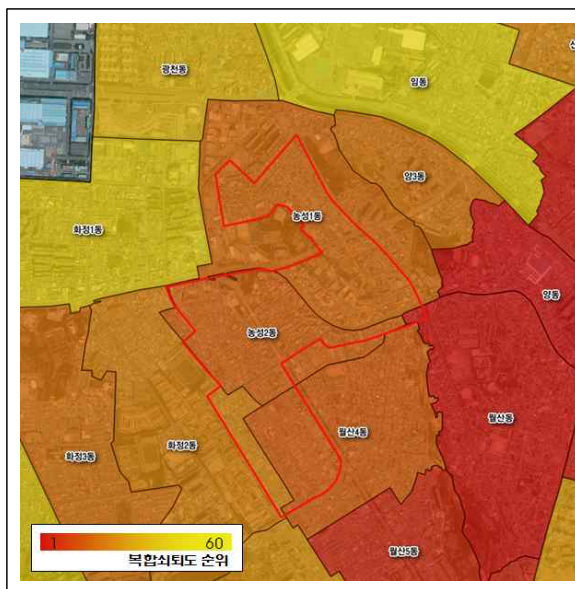 광천동
임동
양3동
농성1동
화정1동
양동
농성2동
월산동
월산4동
화정2동
화정3동
월산5동
1 60
복합쇠퇴도 순위